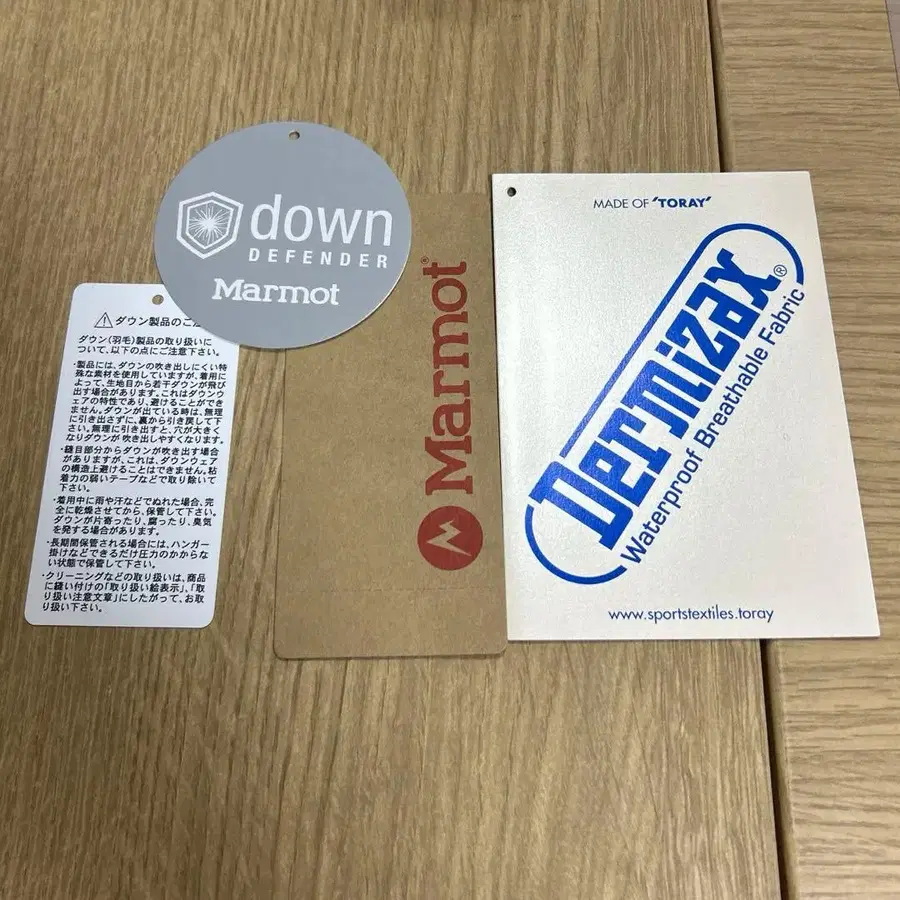 down
DEFENDER
Marmot
⚠ダウン製品のご
ダウン(羽毛)製品の取り扱いに
ついて、以下の点にご注意下さい。
・製品には、ダウンの吹き出しにくい特
殊な素材を使用していますが、着用に
よって、生地目から若干ダウンが飛び
出す場合があります。これはダウンウ
ェアの特性であり、避けることができ
ません。ダウンが出ている時は、無理
に引き出さずに、裏から引き戻して下
さい。無理に引き出すと、穴が大きく
なりダウンが吹き出しやすくなります。
・縫目部分からダウンが吹き出す場合
がありますが、これは、ダウンウェア
の構造上避けることはできません。粘
着力の弱いテープなどで取り除いて下
さい。
・着用中に雨や汗などでぬれた場合、完
全に乾燥させてから、保管して下さい。
ダウンが片寄ったり、腐ったり、臭気
を発する場合があります。
・長期間保管される場合には、ハンガー
掛けなどできるだけ圧力のかからな
い状態で保管して下さい。
・クリーニングなどの取り扱いは、商品
に縫い付けの「取り扱い絵表示」、「取
り扱い注意文章」にしたがって、お取
り扱い下さい。
Marmot®
MADE OF 'TORAY'
Dermizax®
Waterproof Breathable Fabric
www.sportstextiles.toray